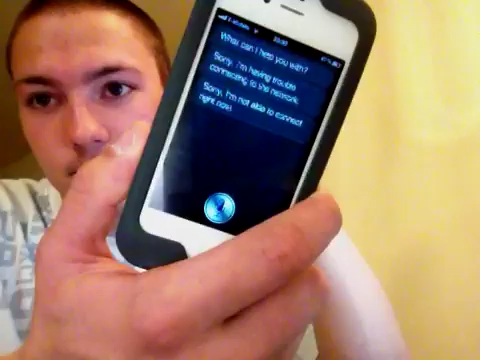 What can I help you with?
Sorry, I'm having trouble
connecting to the network.
Sorry, I'm not able to connect
right now.